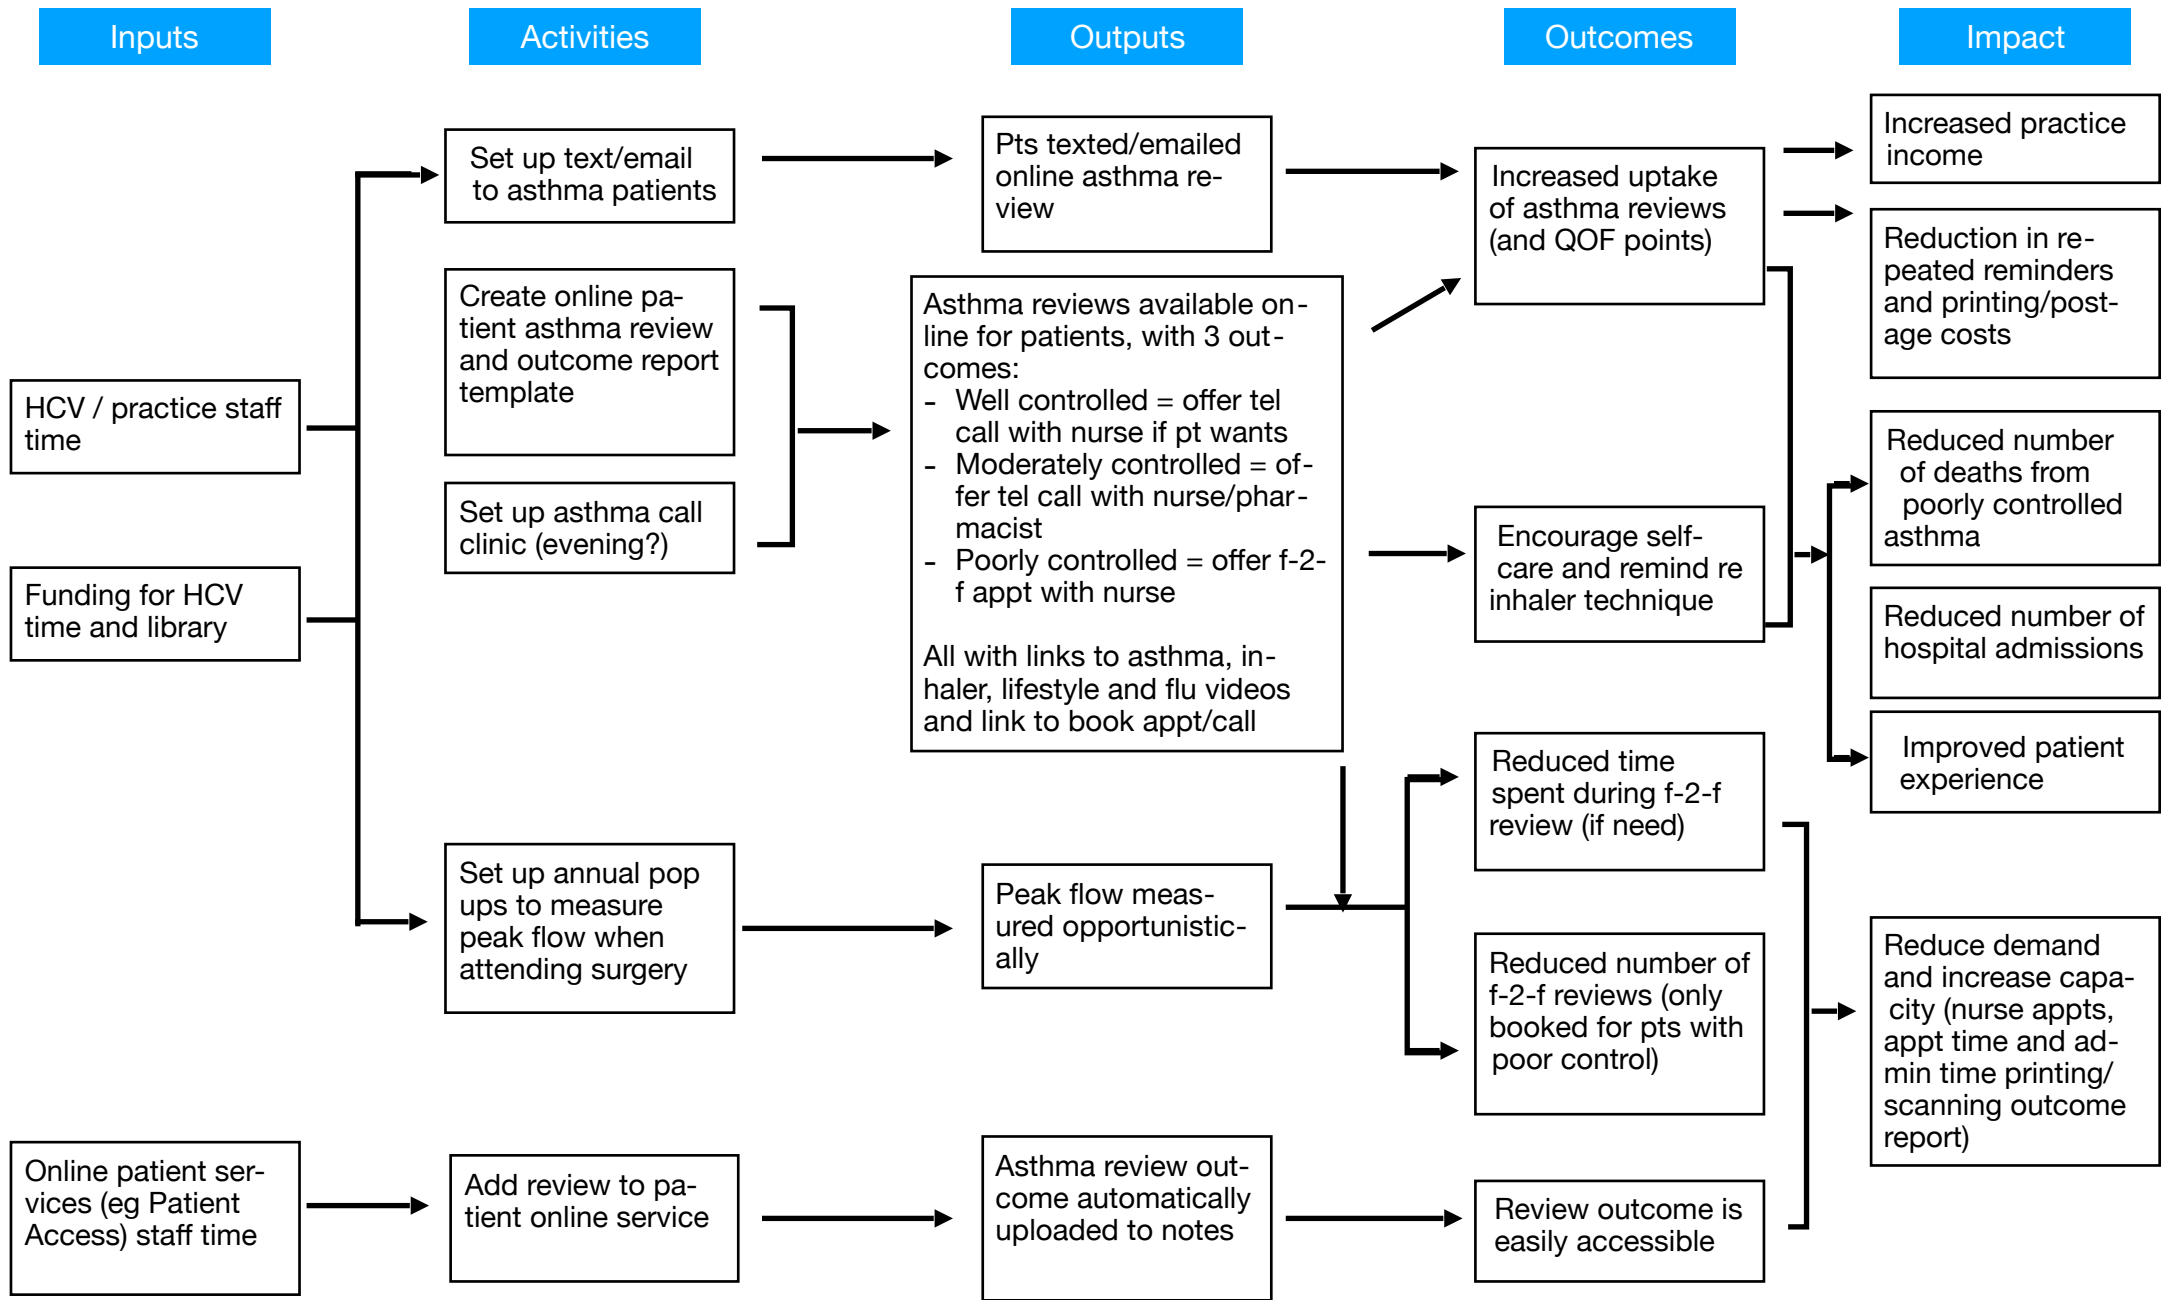 Inputs
Activities
Outputs
Outcomes
Impact
HCV / practice staff
time
Funding for HCV
time and library
Online patient ser-
vices (eg Patient
Access) staff time
Set up text/email
to asthma patients
Create online pa-
tient asthma review
and outcome report
template
Set up asthma call
clinic (evening?)
Set up annual pop
ups to measure
peak flow when
attending surgery
Add review to pa-
tient online service
Pts texted/emailed
online asthma re-
view
Asthma reviews available on-
line for patients, with 3 out-
comes:
- Well controlled = offer tel
call with nurse if pt wants
- Moderately controlled = of-
fer tel call with nurse/phar-
macist
- Poorly controlled = offer f-2-
f appt with nurse
All with links to asthma, in-
haler, lifestyle and flu videos
and link to book appt/call
Peak flow meas-
ured opportunistic-
ally
Asthma review out-
come automatically
uploaded to notes
Increased uptake
of asthma reviews
(and QOF points)
Encourage self-
care and remind re
inhaler technique
Reduced time
spent during f-2-f
review (if need)
Reduced number of
f-2-f reviews (only
booked for pts with
poor control)
Review outcome is
easily accessible
Increased practice
income
Reduction in re-
peated reminders
and printing/post-
age costs
Reduced number
of deaths from
poorly controlled
asthma
Reduced number of
hospital admissions
Improved patient
experience
Reduce demand
and increase capa-
city (nurse appts,
appt time and ad-
min time printing/
scanning outcome
report)